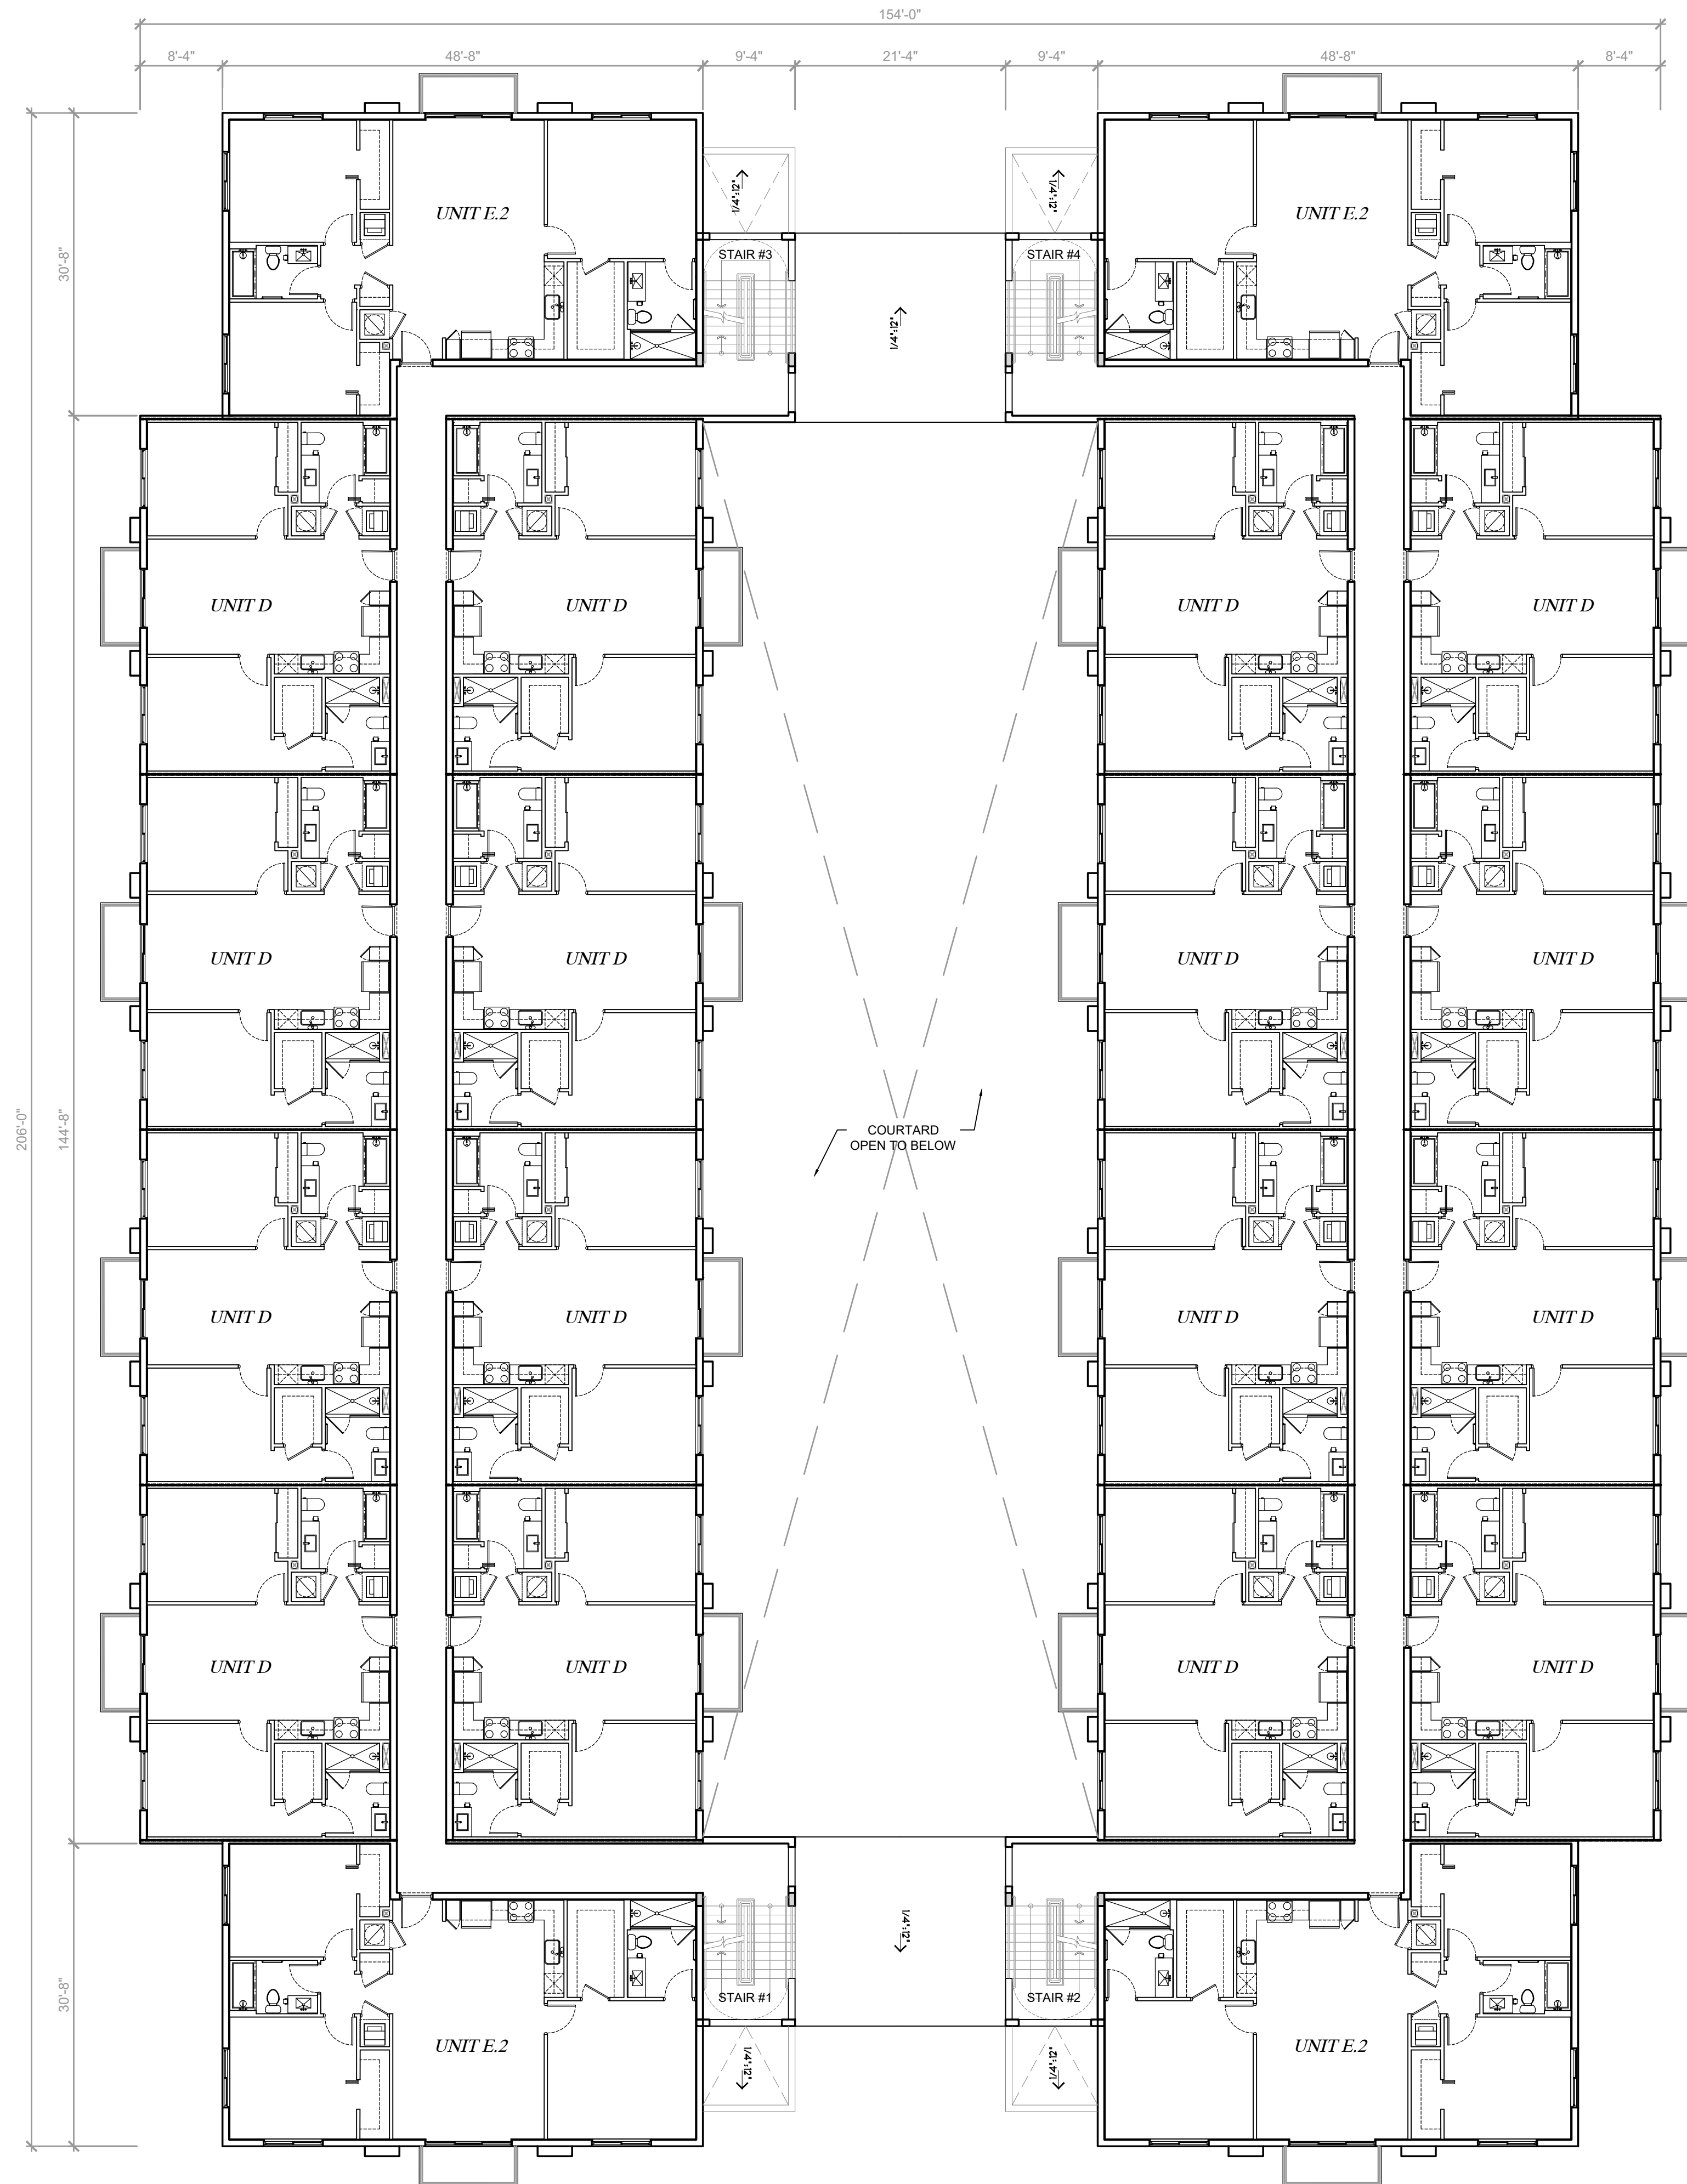 154'-0"
8'-4"
48'-8"
9'-4"
21'-4"
9'-4"
48'-8"
8'-4"
1/4":12"
1/4":12"
UNIT E.2
UNIT E.2
30'-8"
STAIR #3
STAIR #4
1/4":12"
UNIT D
UNIT D
UNIT D
UNIT D
UNIT D
UNIT D
UNIT D
UNIT D
206'-0"
144'-8"
COURTARD
OPEN TO BELOW
UNIT D
UNIT D
UNIT D
UNIT D
UNIT D
UNIT D
UNIT D
UNIT D
1/4":12"
30'-8"
STAIR #1
STAIR #2
UNIT E.2
UNIT E.2
1/4":12"
1/4":12"